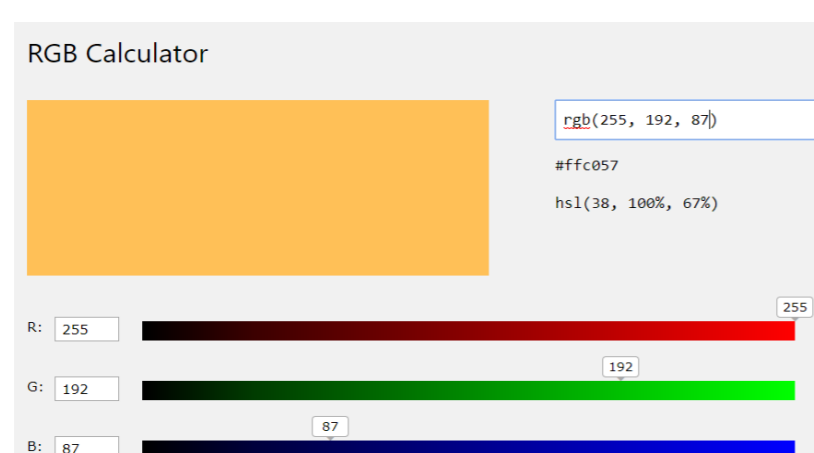 RGB Calculator
rgb(255, 192, 87)
#ffc057
hsl(38, 100%, 67%)
255
R: 255
192
G: 192
87
B: 87